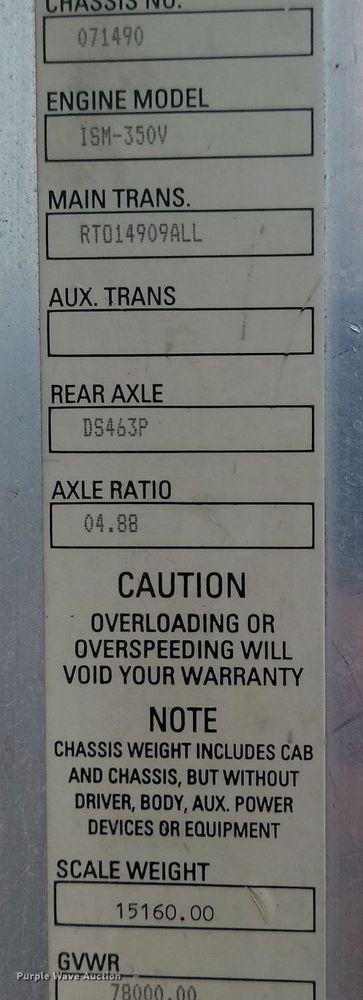 CHASSIS NO.
071490
ENGINE MODEL
ISM-350V
MAIN TRANS.
RTO14909ALL
AUX. TRANS
REAR AXLE
DS463P
AXLE RATIO
04.88
CAUTION
OVERLOADING OR
OVERSPEEDING WILL
VOID YOUR WARRANTY
NOTE
CHASSIS WEIGHT INCLUDES CAB
AND CHASSIS, BUT WITHOUT
DRIVER, BODY, AUX. POWER
DEVICES OR EQUIPMENT
SCALE WEIGHT
15160.00
GVWR
Purple Wave Auction
78000.00